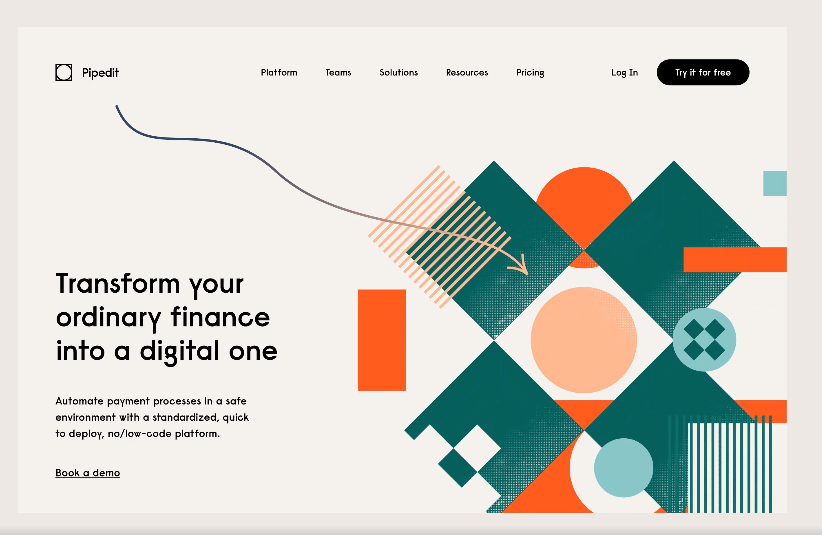 Pipedit
Platform Teams Solutions Resources Pricing Log In Try it for free
Transform your
ordinary finance
into a digital one
Automate payment processes in a safe
environment with a standardized, quick
to deploy, no/low-code platform.
Book a demo